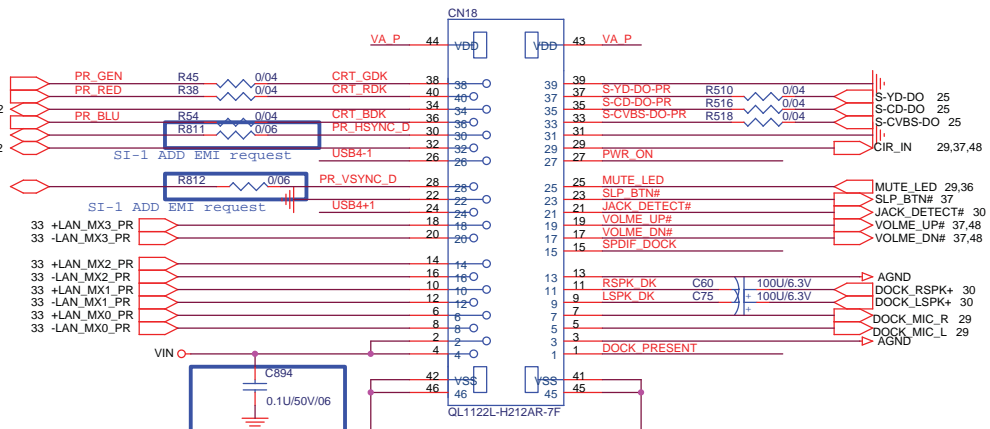 CN18
VA_P 44 VDD VDD 43 VA_P
PR_GEN R45 0/04 CRT_GDK 38 38 39 39
PR_RED R38 0/04 CRT_RDK 40 40 37 37 S-YD-DO-PR R510 0/04 S-YD-DO 25
34 34 35 35 S-CD-DO-PR R516 0/04 S-CD-DO 25
PR_BLU R54 0/04 CRT_BDK 36 36 33 33 S-CVBS-DO-PR R518 0/04 S-CVBS-DO 25
R811 0/06 PR_HSYNC_D 30 30 31 31
2 32 32 29 29 CIR_IN 29,37,48
SI-1 ADD EMI request USB4-1 26 26 27 27 PWR_ON
R812 0/06 PR_VSYNC_D 28 28 25 25 MUTE_LED MUTE_LED 29,36
22 22 23 23 SLP_BTN# SLP_BTN# 37
SI-1 ADD EMI request USB4+1 24 24 21 21 JACK_DETECT# JACK_DETECT# 30
33 +LAN_MX3_PR 18 18 19 19 VOLME_UP# VOLME_UP# 37,48
33 -LAN_MX3_PR 20 20 17 17 VOLME_DN# VOLME_DN# 37,48
15 15 SPDIF_DOCK
33 +LAN_MX2_PR 14 14 13 13 AGND
33 -LAN_MX2_PR 16 16 11 11 RSPK_DK C60 100U/6.3V DOCK_RSPK+ 30
33 +LAN_MX1_PR 10 10 9 9 LSPK_DK C75 + 100U/6.3V DOCK_LSPK+ 30
33 -LAN_MX1_PR 12 12 +
33 +LAN_MX0_PR 6 6 7 7 DOCK_MIC_R 29
33 -LAN_MX0_PR 8 8 5 5 DOCK_MIC_L 29
2 2 3 3 AGND
VIN 4 4 1 1 DOCK_PRESENT
C894 42 VSS VSS 41
0.1U/50V/06 46 46 45 45
QL1122L-H212AR-7F